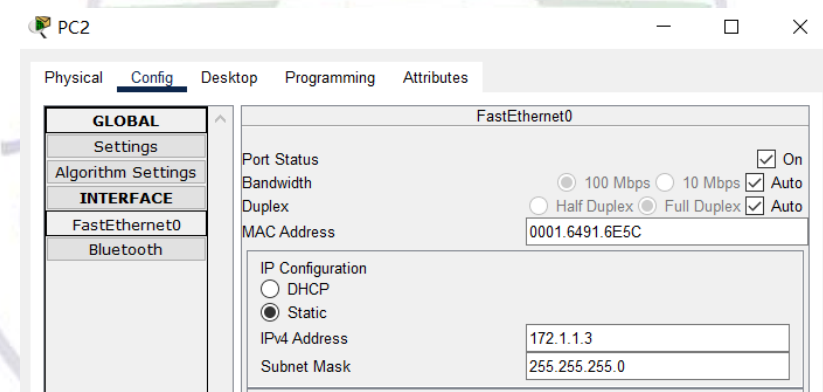 PC2
Physical Config Desktop Programming Attributes
GLOBAL
Settings
Algorithm Settings
INTERFACE
FastEthernet0
Bluetooth
FastEthernet0
Port Status On
Bandwidth 100 Mbps 10 Mbps Auto
Duplex Half Duplex Full Duplex Auto
MAC Address 0001.6491.6E5C
IP Configuration
DHCP
Static
IPv4 Address 172.1.1.3
Subnet Mask 255.255.255.0